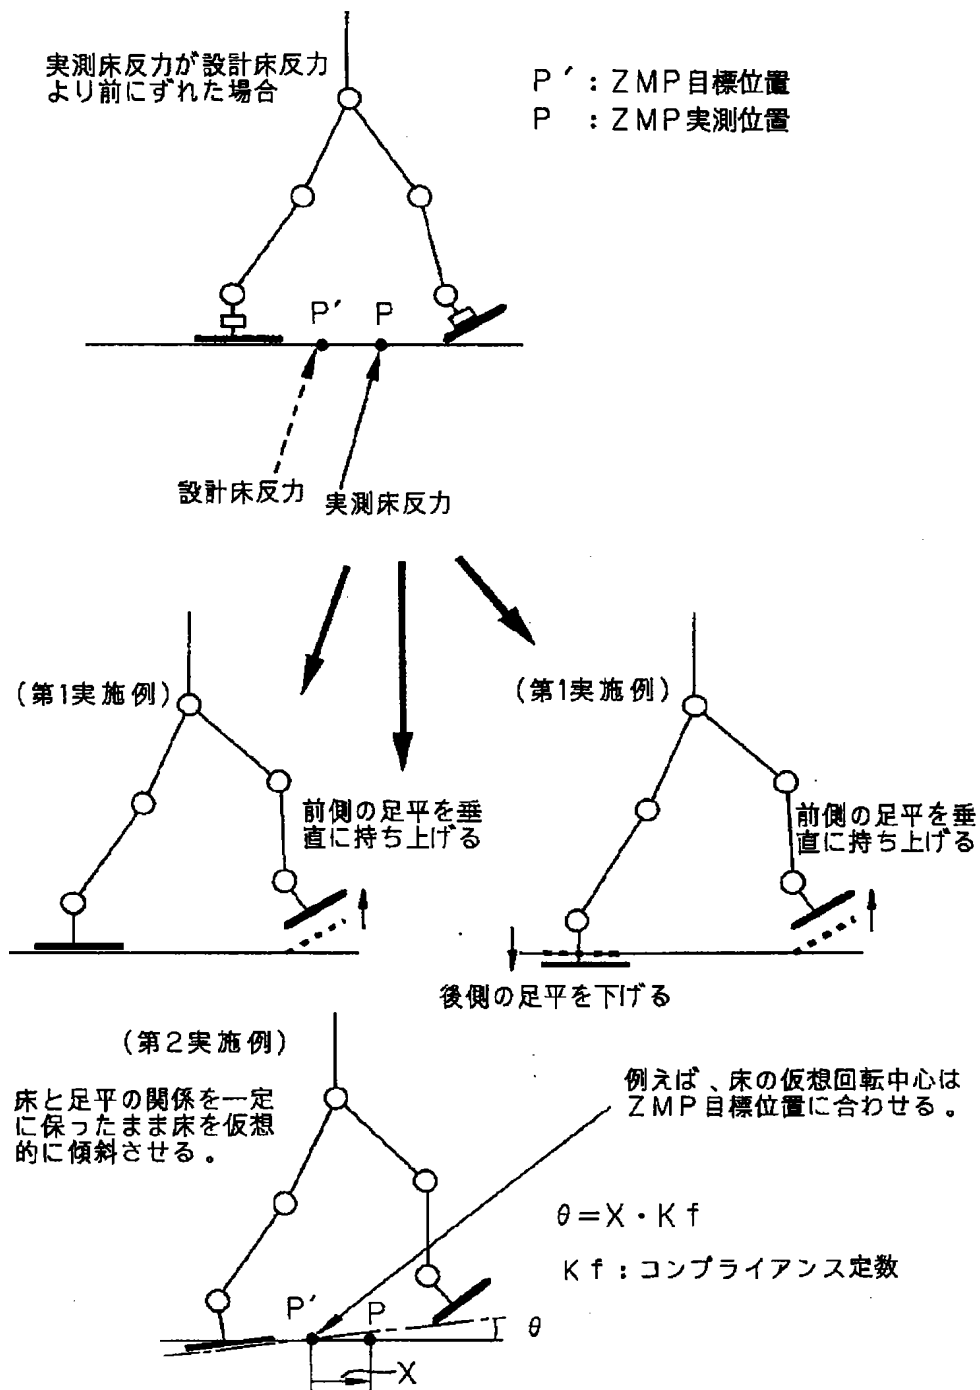 実測床反力が設計床反力
より前にずれた場合
P′：ZMP目標位置
P ：ZMP実測位置
P′ P
設計床反力
実測床反力
(第1実施例)
前側の足平を垂
直に持ち上げる
(第1実施例)
前側の足平を垂
直に持ち上げる
後側の足平を下げる
(第2実施例)
床と足平の関係を一定
に保ったまま床を仮想
的に傾斜させる。
例えば、床の仮想回転中心は
ZMP目標位置に合わせる。
θ=X・Kf
Kf：コンプライアンス定数
P′ P
θ
X